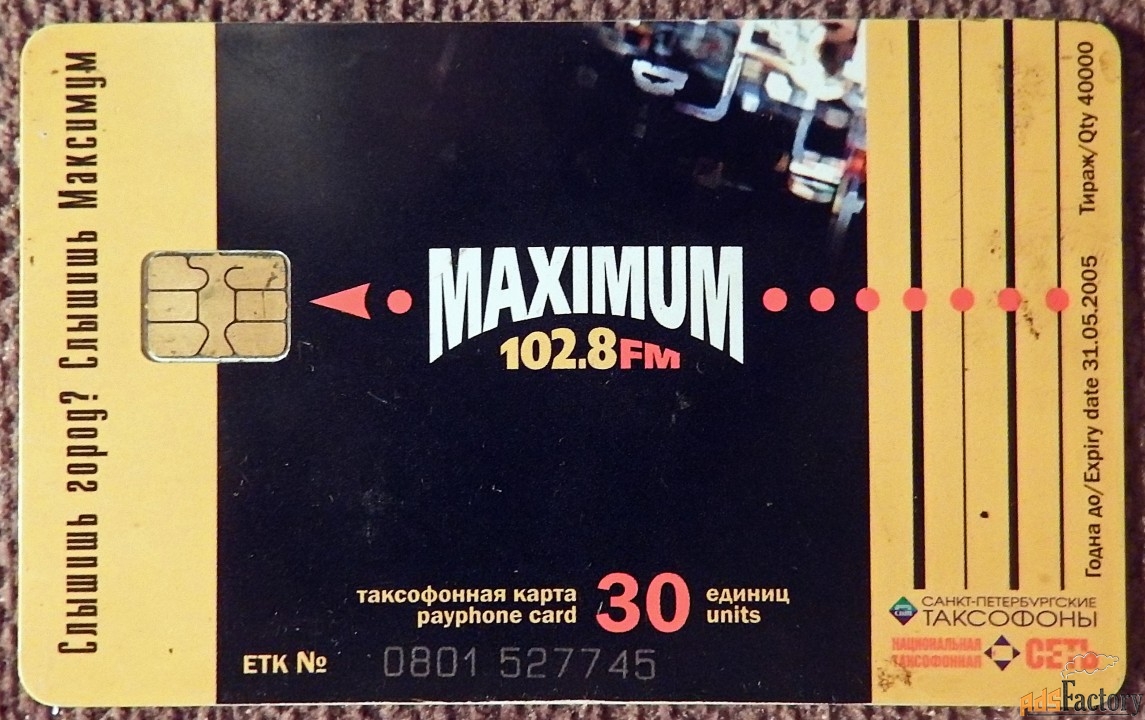 Слышишь город? Слышишь Максимум
MAXIMUM
102.8FM
таксофонная карта 30 единиц
payphone card units
ЕТК № 0801 527745
Годна до/Expiry date 31.05.2005 Тираж/Qty 40000
САНКТ-ПЕТЕРБУРГСКИЕ
ТАКСОФОНЫ
НАЦИОНАЛЬНАЯ
ТАКСОФОННАЯ СЕТЬ
AdsFactory